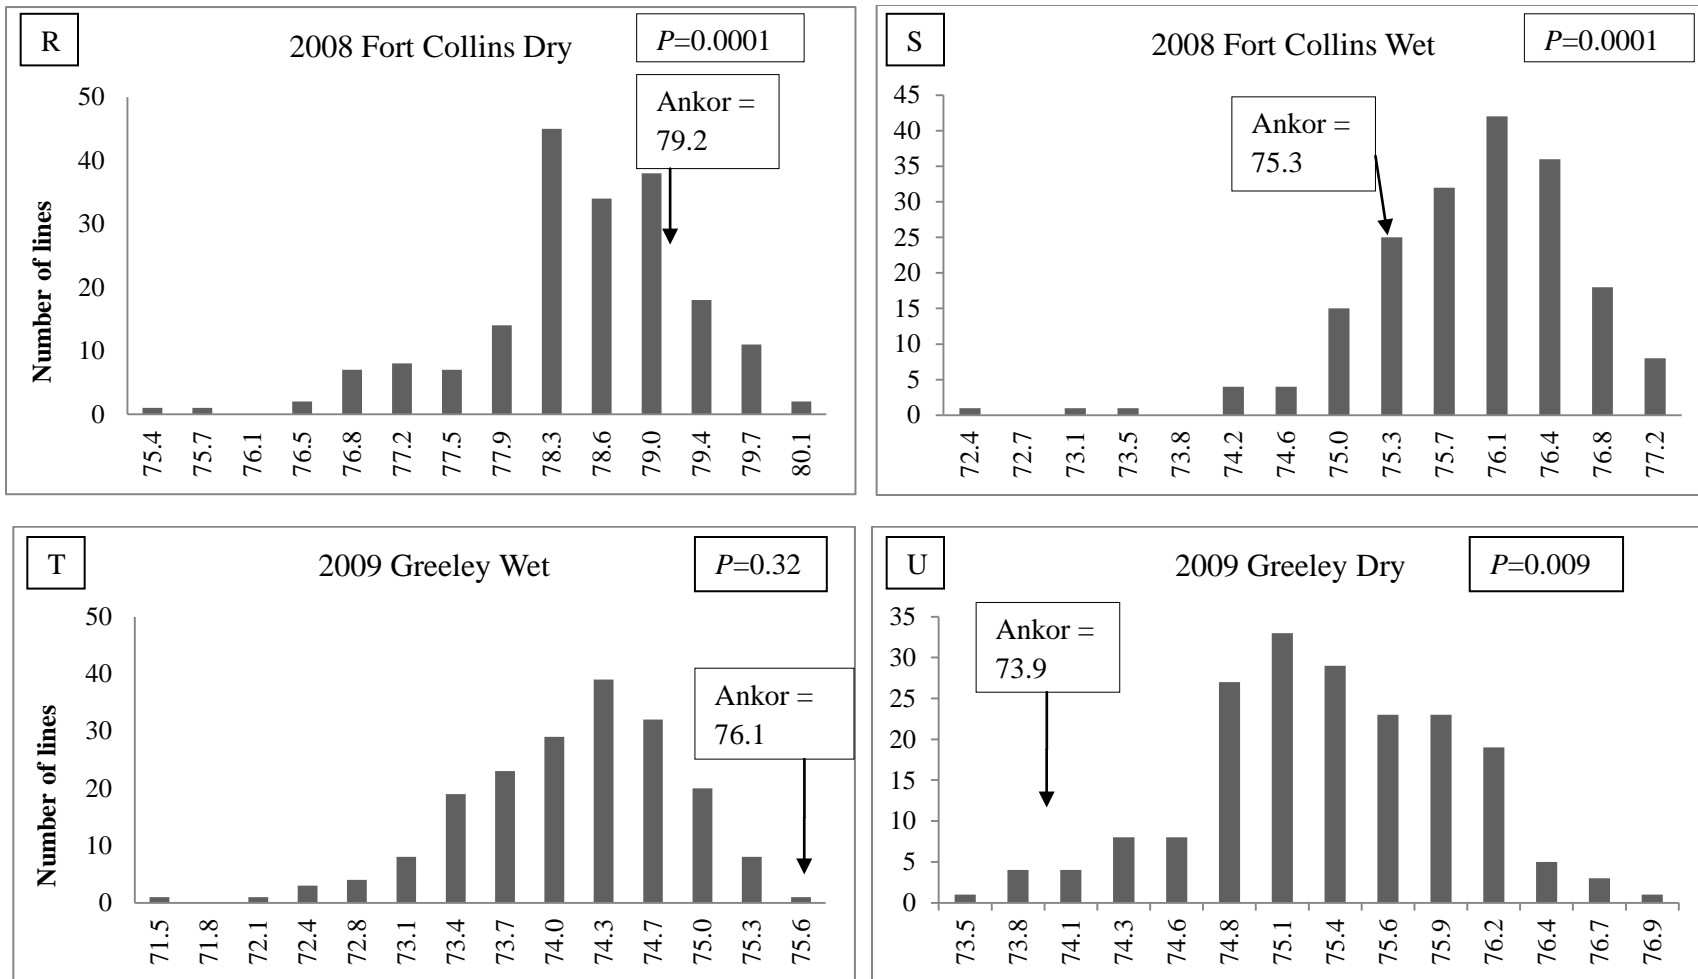 R
2008 Fort Collins Dry
P=0.0001
Ankor =
79.2
Number of lines
50
40
30
20
10
0
75.4 75.7 76.1 76.5 76.8 77.2 77.5 77.9 78.3 78.6 79.0 79.4 79.7 80.1
S
2008 Fort Collins Wet
P=0.0001
Ankor =
75.3
45
40
35
30
25
20
15
10
5
0
72.4 72.7 73.1 73.5 73.8 74.2 74.6 75.0 75.3 75.7 76.1 76.4 76.8 77.2
T
2009 Greeley Wet
P=0.32
Ankor =
76.1
Number of lines
50
40
30
20
10
0
71.5 71.8 72.1 72.4 72.8 73.1 73.4 73.7 74.0 74.3 74.7 75.0 75.3 75.6
U
2009 Greeley Dry
P=0.009
Ankor =
73.9
35
30
25
20
15
10
5
0
73.5 73.8 74.1 74.3 74.6 74.8 75.1 75.4 75.6 75.9 76.2 76.4 76.7 76.9